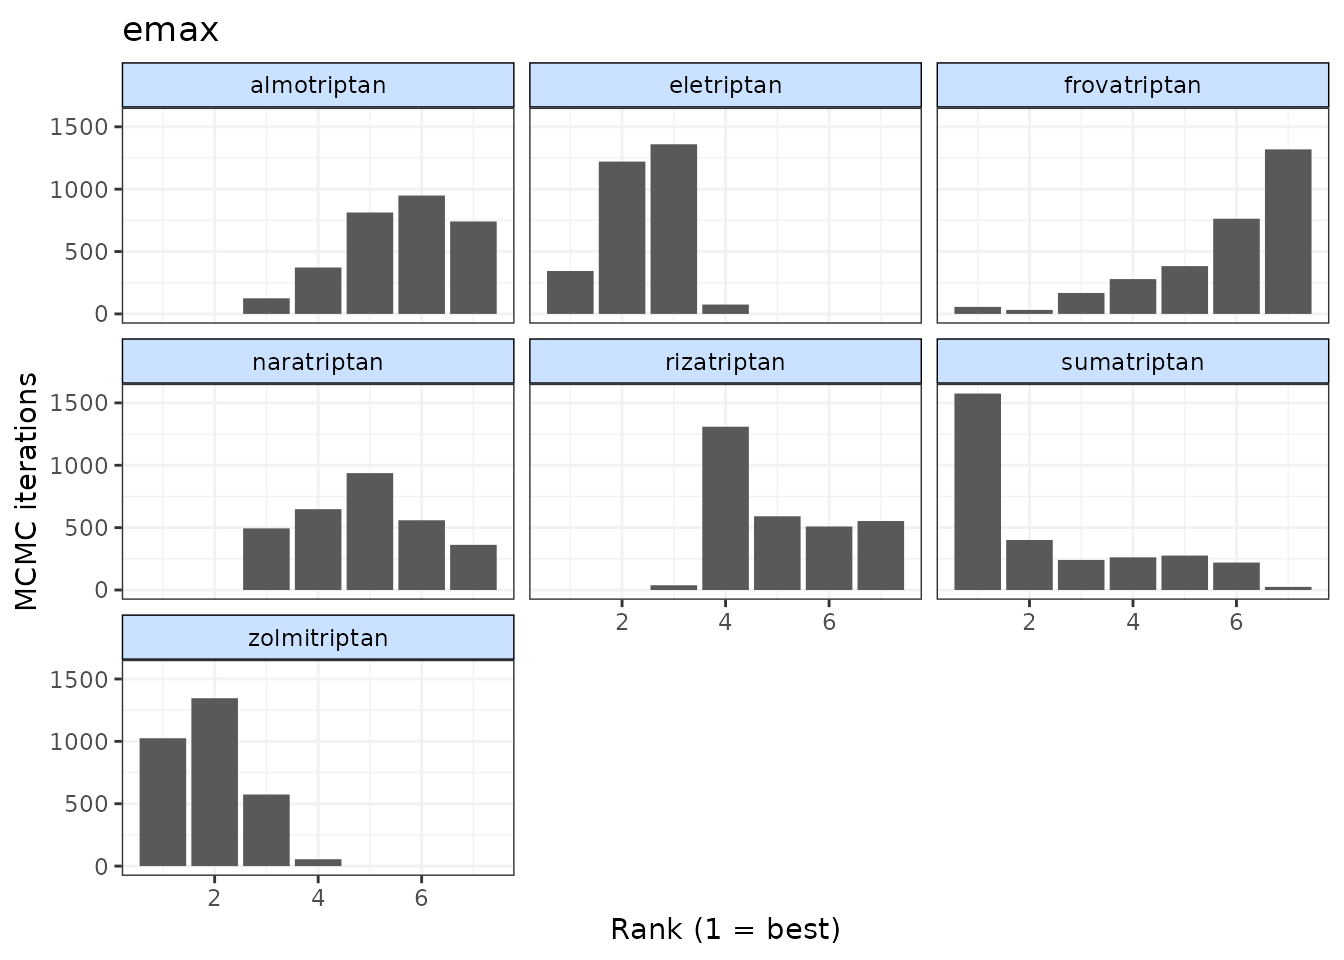 emax
almotriptan eletriptan frovatriptan
1500
1000
500
0
naratriptan rizatriptan sumatriptan
1500
1000
500
0
2 4 6 2 4 6
zolmitriptan
1500
1000
500
0
2 4 6
MCMC iterations
Rank (1 = best)